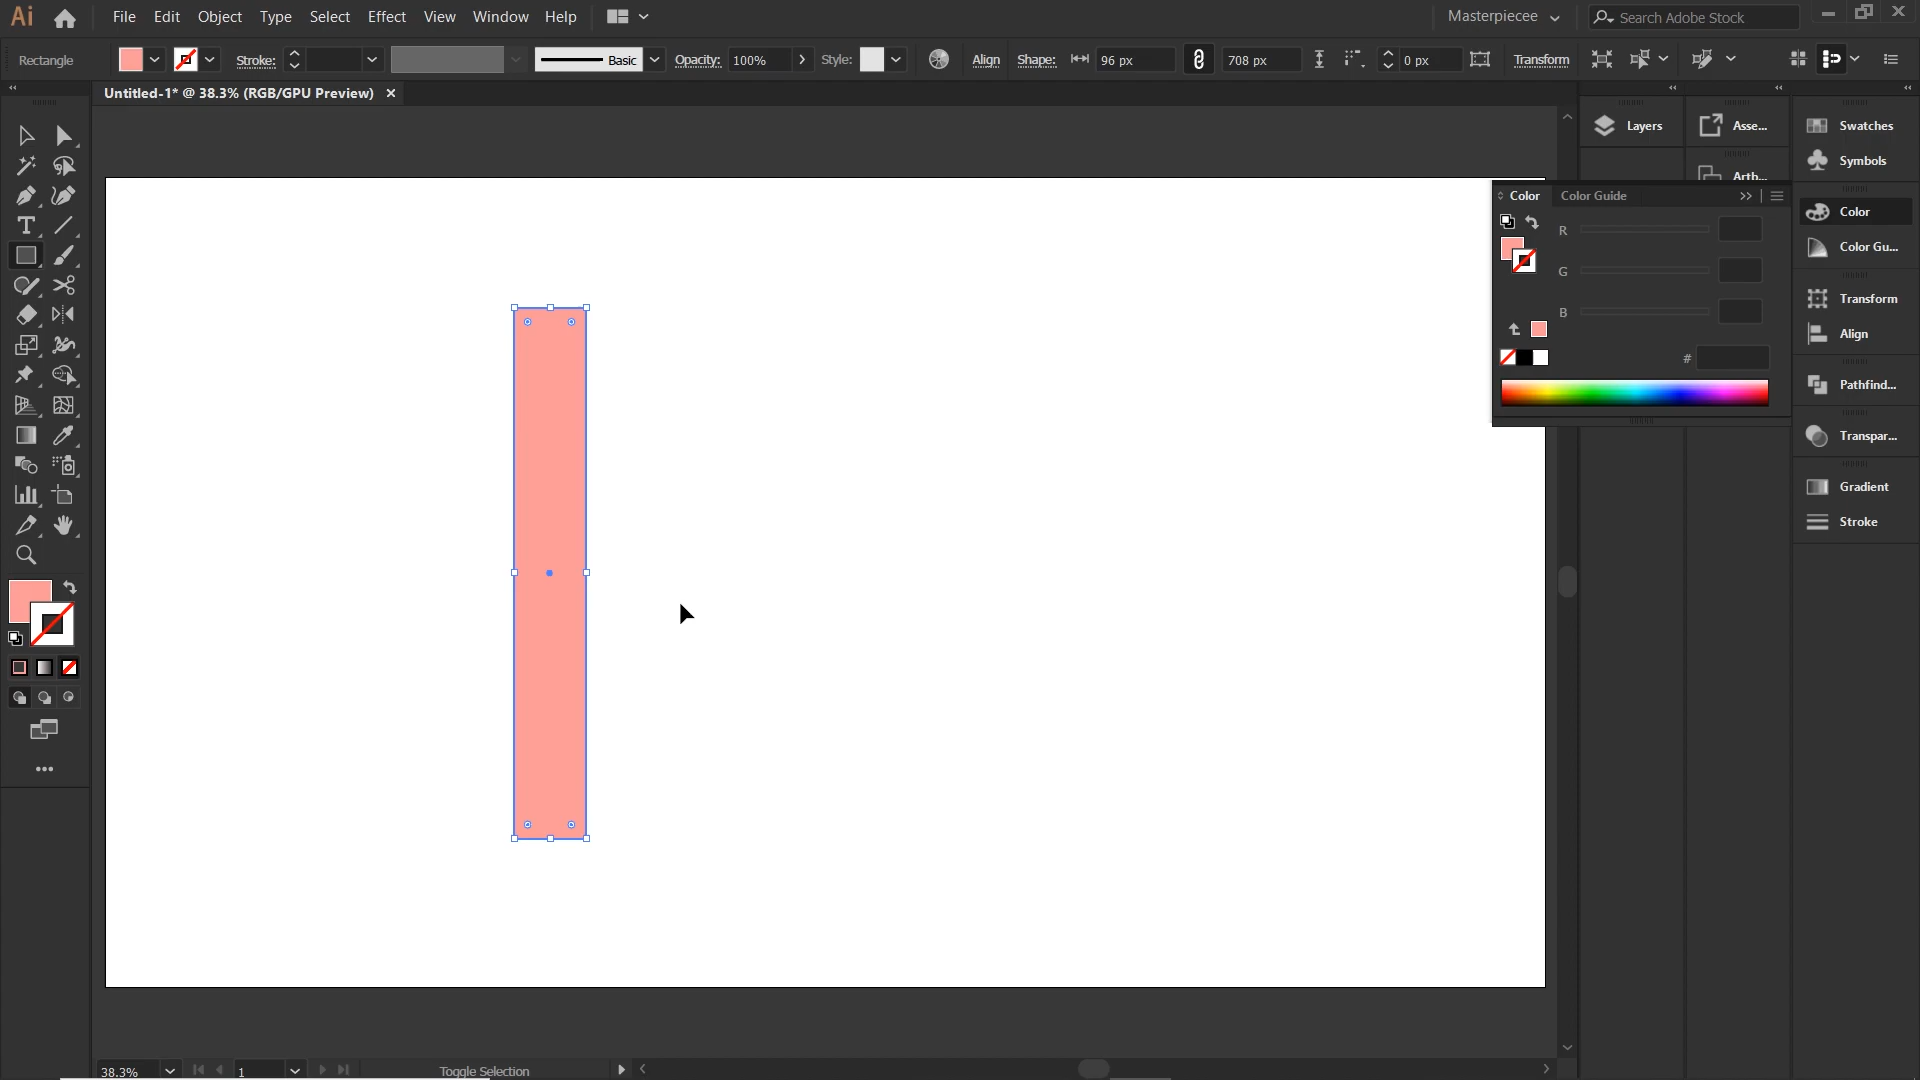 Ai File Edit Object Type Select Effect View Window Help Masterpiecee Search Adobe Stock
Rectangle Stroke: Basic Opacity: 100% Style: Align Shape: 96 px 708 px 0 px Transform
Untitled-1* @ 38.3% (RGB/GPU Preview)
Layers Asse... Swatches
Symbols
Artb...
Color Color Guide
Color
R
Color Gu...
G
Transform
B
Align
#
Pathfind...
Transpar...
Gradient
Stroke
38.3% 1 Toggle Selection